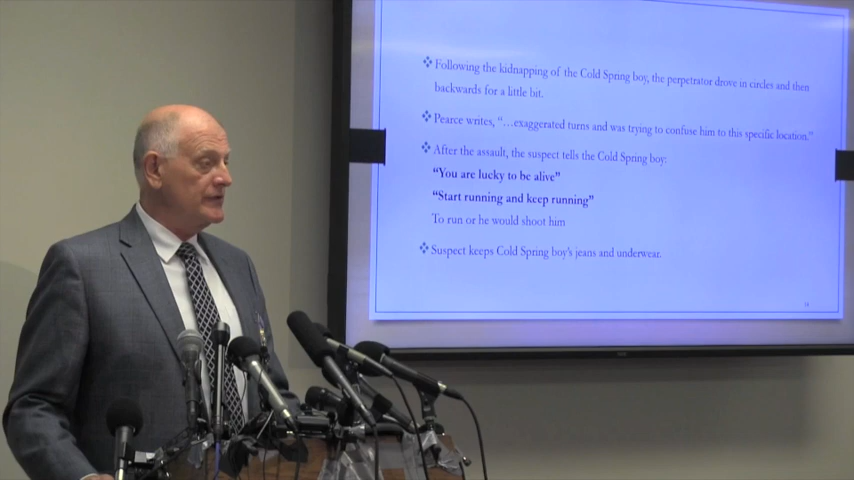 ❖ Following the kidnapping of the Cold Spring boy, the perpetrator drove in circles and then
backwards for a little bit.
❖ Pearce writes, “…exaggerated turns and was trying to confuse him to this specific location.”
❖ After the assault, the suspect tells the Cold Spring boy:
“You are lucky to be alive”
“Start running and keep running”
To run or he would shoot him
❖ Suspect keeps Cold Spring boy’s jeans and underwear.